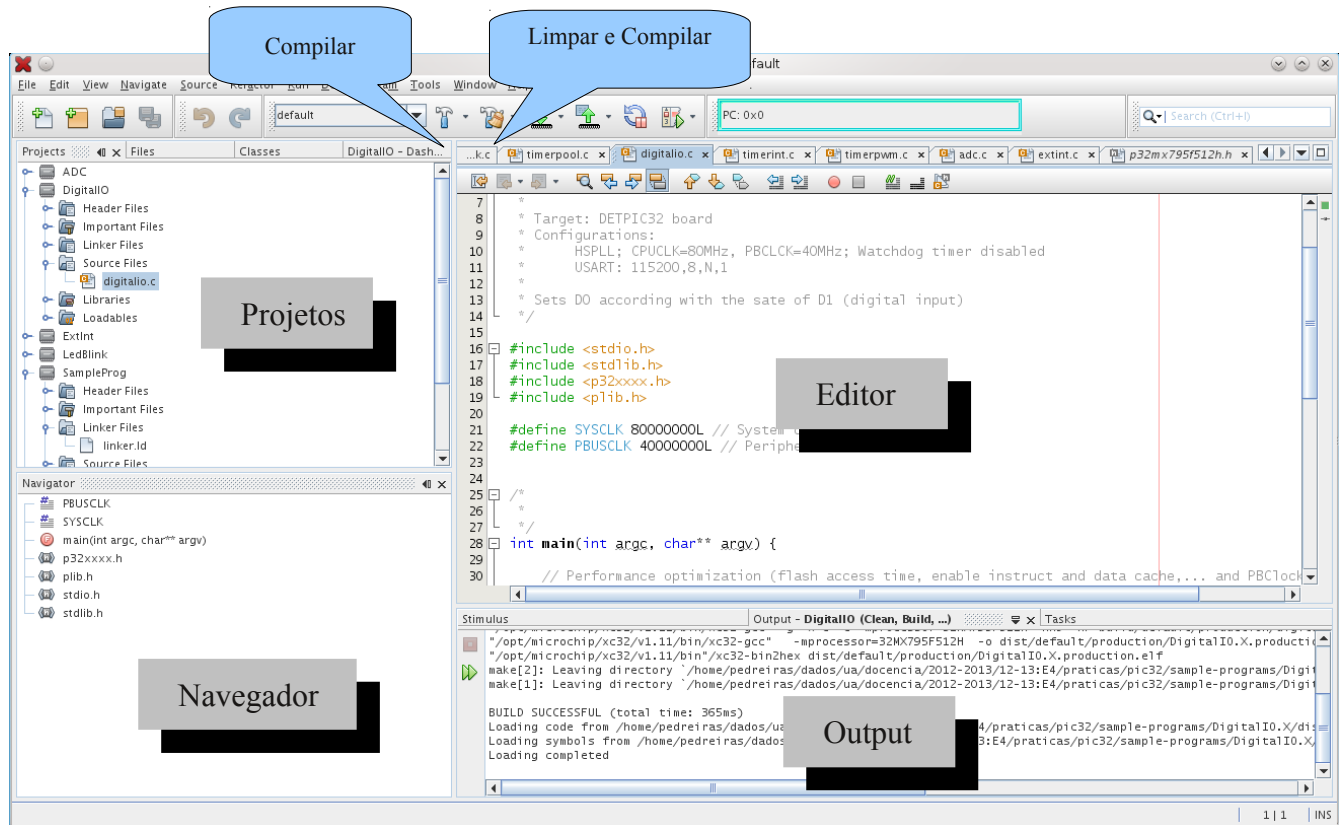 Compilar
Limpar e Compilar
fault
File Edit View Navigate Source Refactor Run Tools Window
default
PC: 0x0
Search (Ctrl+I)
Projects Files Classes DigitalIO - Dash...
...k.c timerpool.c digitalio.c timerint.c timerpwm.c adc.c extint.c p32mx795f512h.h
ADC
DigitalIO
Header Files
Important Files
Linker Files
Source Files
digitalio.c
Libraries
Loadables
ExtInt
LedBlink
SampleProg
Header Files
Important Files
Linker Files
linker.ld
Source Files
Projetos
7 *
8 * Target: DETPIC32 board
9 * Configurations:
10 * HSPLL; CPUCLK=80MHz, PBCLCK=40MHz; Watchdog timer disabled
11 * USART: 115200,8,N,1
12 *
13 * Sets D0 according with the sate of D1 (digital input)
14 */
15
16 #include <stdio.h>
17 #include <stdlib.h>
18 #include <p32xxxx.h>
19 #include <plib.h>
20
21 #define SYSCLK 80000000L // System
22 #define PBUSCLK 40000000L // Periphe
23
24
25 /*
26 *
27 */
28 int main(int argc, char** argv) {
29
30 // Performance optimization (flash access time, enable instruct and data cache,... and PBClock
Editor
Navigator
PBUSCLK
SYSCLK
main(int argc, char** argv)
p32xxxx.h
plib.h
stdio.h
stdlib.h
Navegador
Stimulus Output - DigitalIO (Clean, Build, ...) Tasks
"/opt/microchip/xc32/v1.11/bin/xc32-gcc" -mprocessor=32MX795F512H -o dist/default/production/DigitalIO.X.producti
"/opt/microchip/xc32/v1.11/bin"/xc32-bin2hex dist/default/production/DigitalIO.X.production.elf
make[2]: Leaving directory `/home/pedreiras/dados/ua/docencia/2012-2013/12-13:E4/praticas/pic32/sample-programs/Digit
make[1]: Leaving directory `/home/pedreiras/dados/ua/docencia/2012-2013/12-13:E4/praticas/pic32/sample-programs/Digit
BUILD SUCCESSFUL (total time: 365ms)
Loading code from /home/pedreiras/dados/ua 4/praticas/pic32/sample-programs/DigitalIO.X/dis
Loading symbols from /home/pedreiras/dados 3:E4/praticas/pic32/sample-programs/DigitalIO.X/
Loading completed
Output
1|1 INS